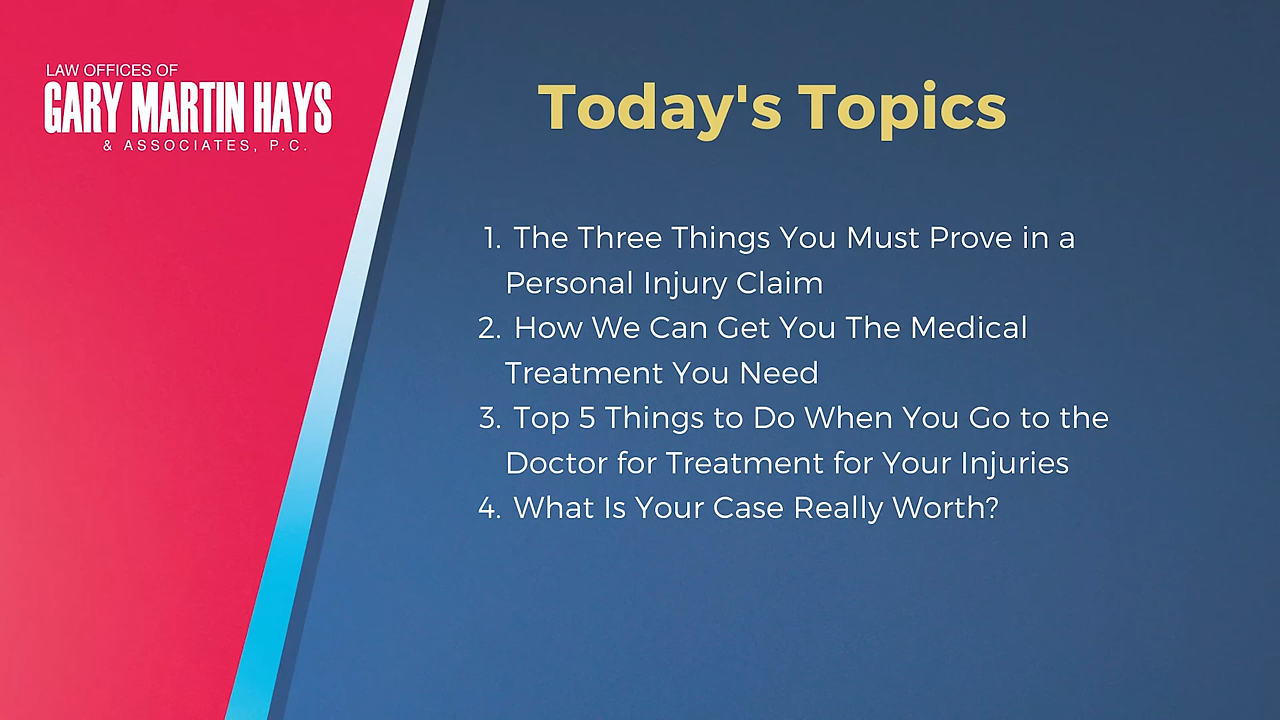 LAW OFFICES OF
GARY MARTIN HAYS
& ASSOCIATES, P.C.
Today's Topics
1. The Three Things You Must Prove in a
Personal Injury Claim
2. How We Can Get You The Medical
Treatment You Need
3. Top 5 Things to Do When You Go to the
Doctor for Treatment for Your Injuries
4. What Is Your Case Really Worth?